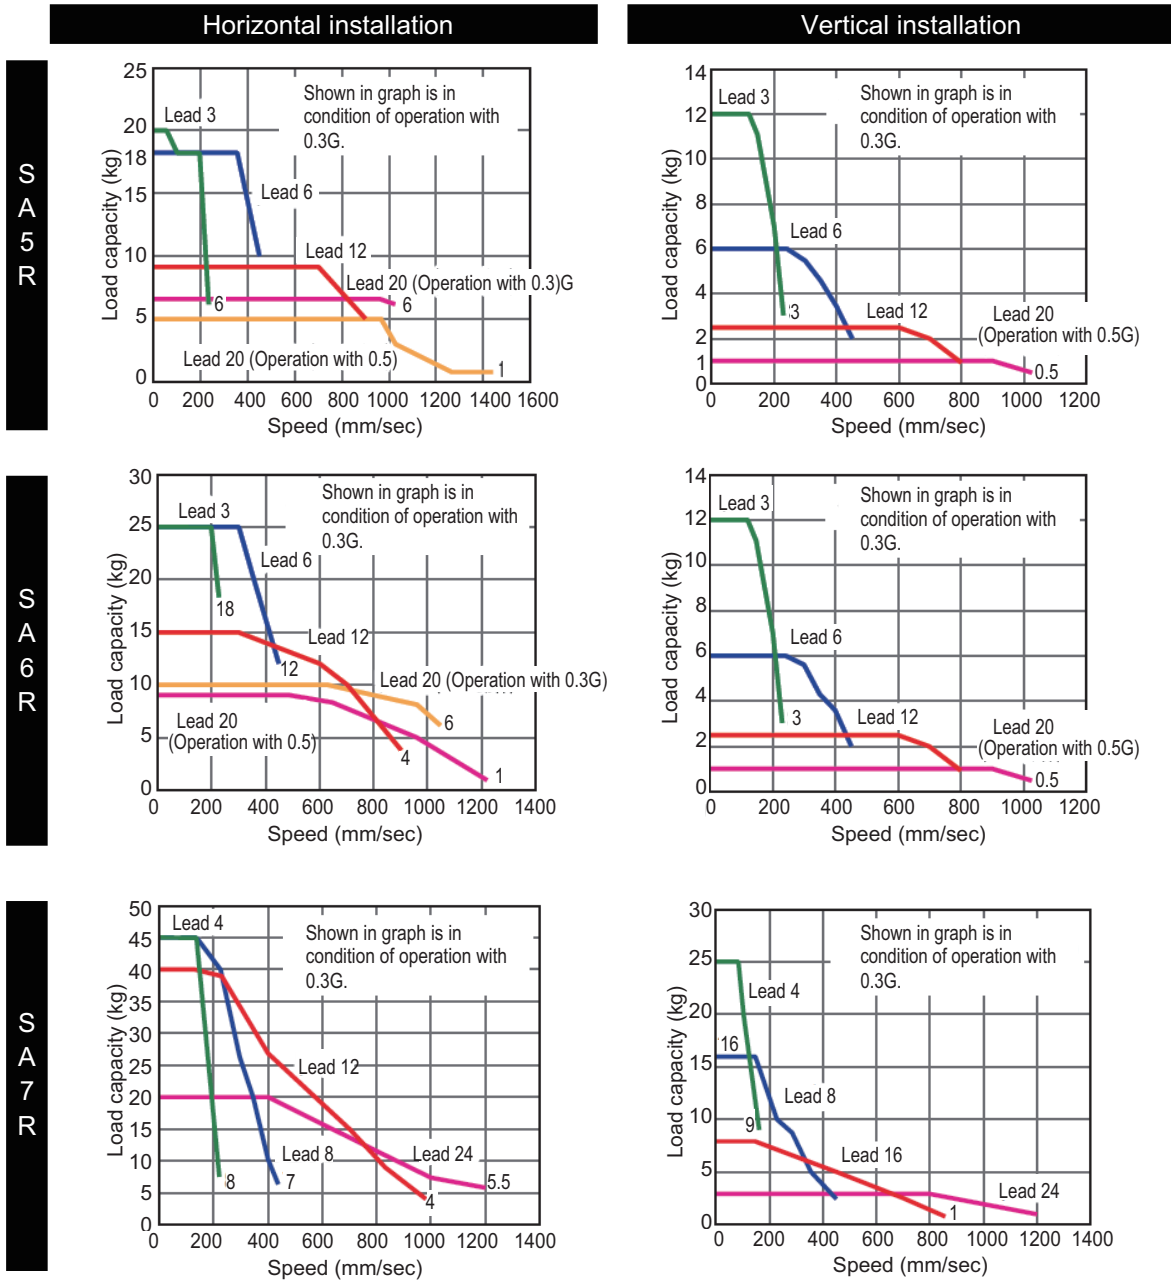 Horizontal installation
Vertical installation
S
A
5
R
25
20
18
15
10
5
0
Load capacity (kg)
Lead 3
Shown in graph is in
condition of operation with
0.3G.
Lead 6
Lead 12
Lead 20 (Operation with 0.3)G
6
6
Lead 20 (Operation with 0.5)
1
0 200 400 600 800 1000 1200 1400 1600
Speed (mm/sec)
14
12
10
8
6
4
2
1
0
Load capacity (kg)
Lead 3
Shown in graph is in
condition of operation with
0.3G.
Lead 6
3
Lead 12
Lead 20
(Operation with 0.5G)
0.5
0 200 400 600 800 1000 1200
Speed (mm/sec)
S
A
6
R
30
25
20
15
10
5
0
Load capacity (kg)
Lead 3
Shown in graph is in
condition of operation with
0.3G.
Lead 6
18
Lead 12
12
Lead 20 (Operation with 0.3G)
Lead 20
(Operation with 0.5)
6
4
1
0 200 400 600 800 1000 1200 1400
Speed (mm/sec)
14
12
10
8
6
4
2
0
Load capacity (kg)
Lead 3
Shown in graph is in
condition of operation with
0.3G.
Lead 6
3
Lead 12
Lead 20
(Operation with 0.5G)
0.5
0 200 400 600 800 1000 1200
Speed (mm/sec)
S
A
7
R
50
45
40
35
30
25
20
15
10
5
0
Load capacity (kg)
Lead 4
Shown in graph is in
condition of operation with
0.3G.
Lead 12
Lead 8
Lead 24
8
7
4
5.5
0 200 400 600 800 1000 1200 1400
Speed (mm/sec)
30
25
20
15
10
5
0
Load capacity (kg)
Shown in graph is in
condition of operation with
0.3G.
Lead 4
16
Lead 8
9
Lead 16
Lead 24
1
0 200 400 600 800 1000 1200 1400
Speed (mm/sec)